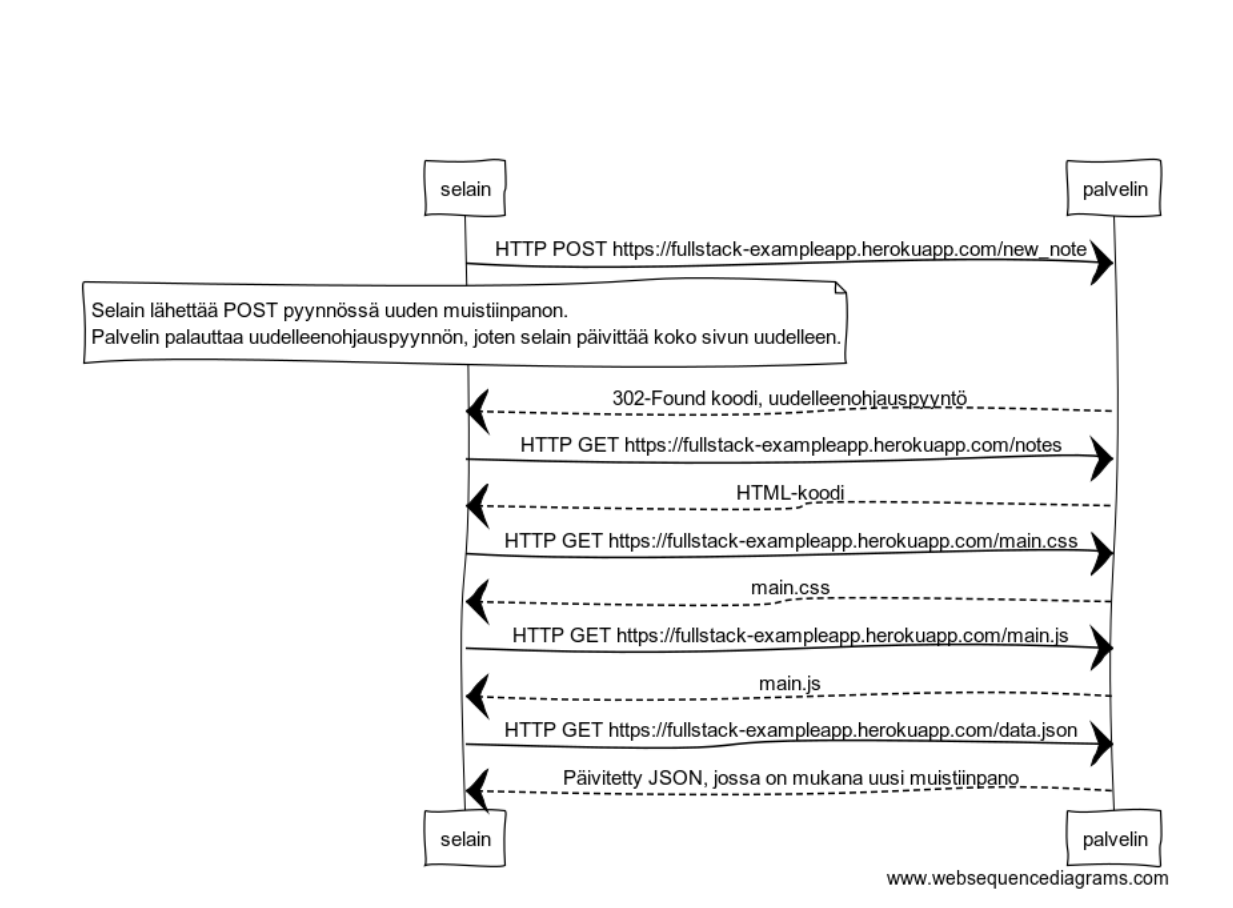 selain
palvelin
HTTP POST https://fullstack-exampleapp.herokuapp.com/new_note
Selain lähettää POST pyynnössä uuden muistiinpanon.
Palvelin palauttaa uudelleenohjauspyynnön, joten selain päivittää koko sivun uudelleen.
302-Found koodi, uudelleenohjauspyyntö
HTTP GET https://fullstack-exampleapp.herokuapp.com/notes
HTML-koodi
HTTP GET https://fullstack-exampleapp.herokuapp.com/main.css
main.css
HTTP GET https://fullstack-exampleapp.herokuapp.com/main.js
main.js
HTTP GET https://fullstack-exampleapp.herokuapp.com/data.json
Päivitetty JSON, jossa on mukana uusi muistiinpano
selain
palvelin
www.websequencediagrams.com